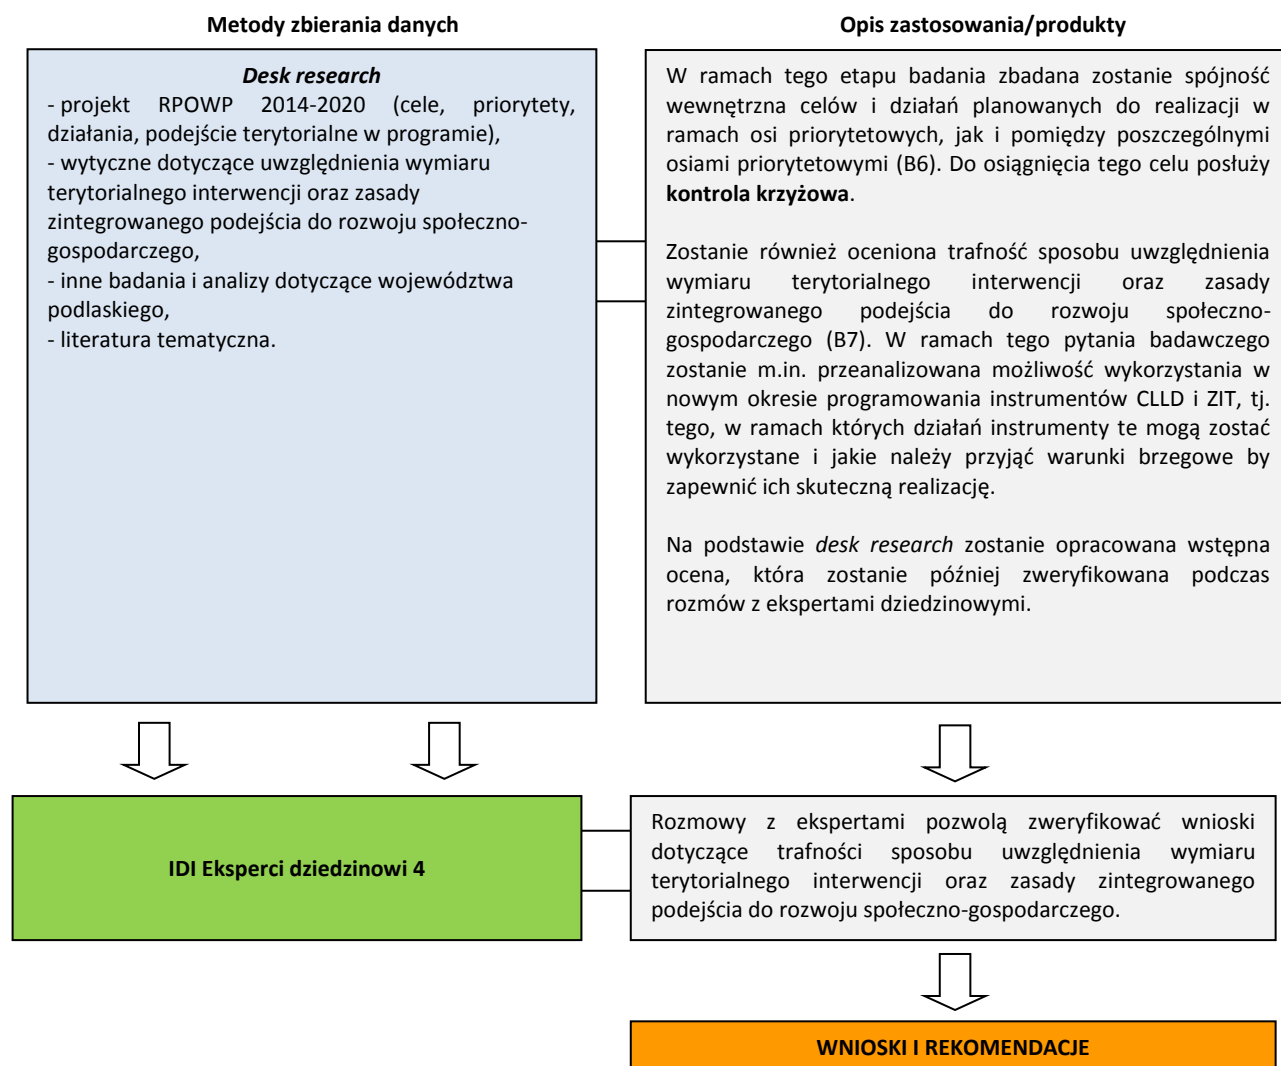 Metody zbierania danych
Opis zastosowania/produkty
Desk research
- projekt RPOWP 2014-2020 (cele, priorytety,
działania, podejście terytorialne w programie),
- wytyczne dotyczące uwzględnienia wymiaru
terytorialnego interwencji oraz zasady
zintegrowanego podejścia do rozwoju społeczno-
gospodarczego,
- inne badania i analizy dotyczące województwa
podlaskiego,
- literatura tematyczna.
W ramach tego etapu badania zbadana zostanie spójność
wewnętrzna celów i działań planowanych do realizacji w
ramach osi priorytetowych, jak i pomiędzy poszczególnymi
osiami priorytetowymi (B6). Do osiągnięcia tego celu posłuży
kontrola krzyżowa.
Zostanie również oceniona trafność sposobu uwzględnienia
wymiaru terytorialnego interwencji oraz zasady
zintegrowanego podejścia do rozwoju społeczno-
gospodarczego (B7). W ramach tego pytania badawczego
zostanie m.in. przeanalizowana możliwość wykorzystania w
nowym okresie programowania instrumentów CLLD i ZIT, tj.
tego, w ramach których działań instrumenty te mogą zostać
wykorzystane i jakie należy przyjąć warunki brzegowe by
zapewnić ich skuteczną realizację.
Na podstawie desk research zostanie opracowana wstępna
ocena, która zostanie później zweryfikowana podczas
rozmów z ekspertami dziedzinowymi.
IDI Eksperci dziedzinowi 4
Rozmowy z ekspertami pozwolą zweryfikować wnioski
dotyczące trafności sposobu uwzględnienia wymiaru
terytorialnego interwencji oraz zasady zintegrowanego
podejścia do rozwoju społeczno-gospodarczego.
WNIOSKI I REKOMENDACJE